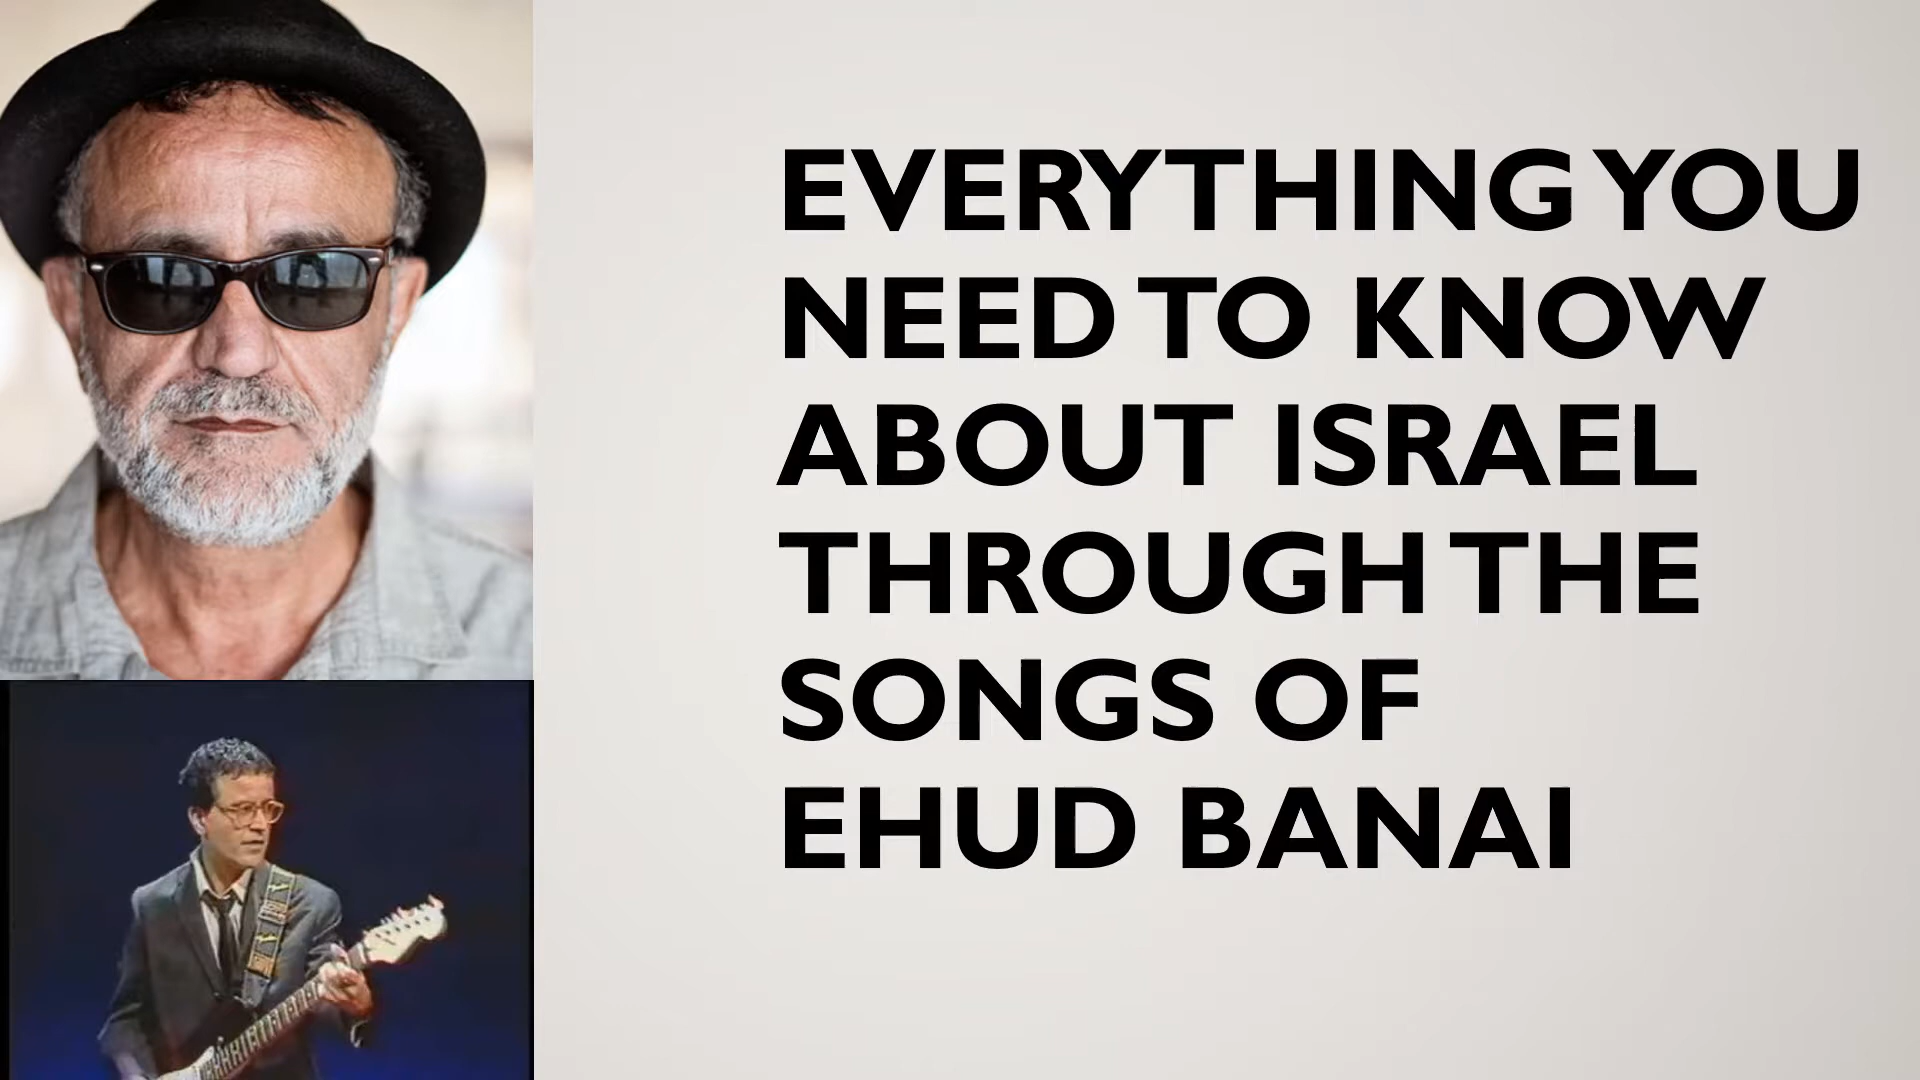 EVERYTHING YOU
NEED TO KNOW
ABOUT ISRAEL
THROUGH THE
SONGS OF
EHUD BANAI